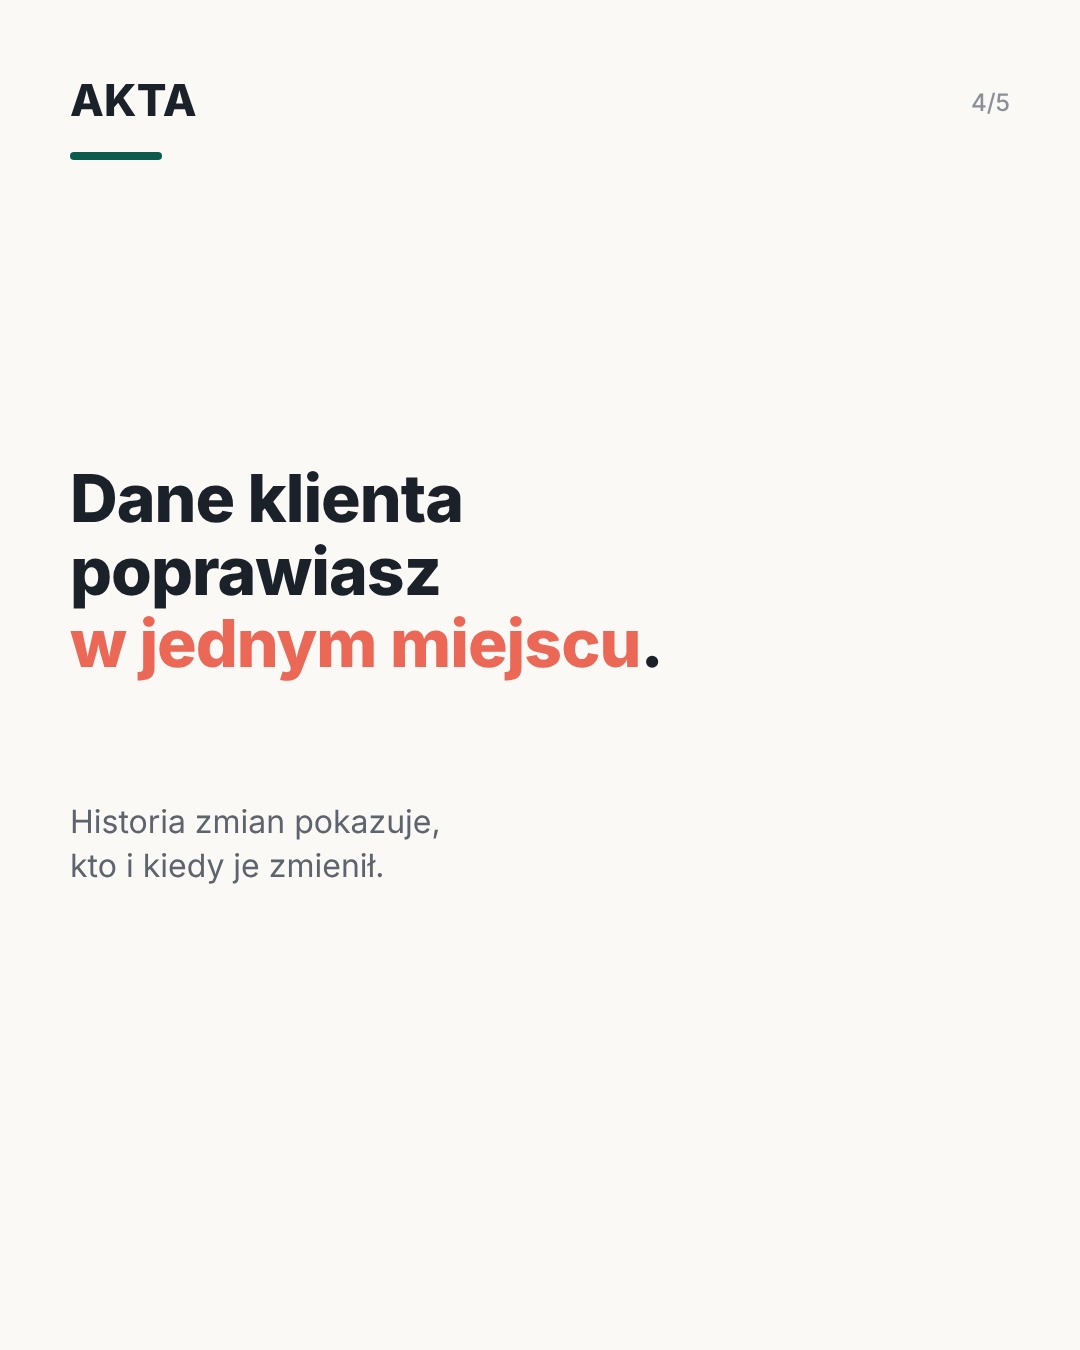 AKTA
4/5
Dane klienta
poprawiasz
w jednym miejscu.
Historia zmian pokazuje,
kto i kiedy je zmienił.